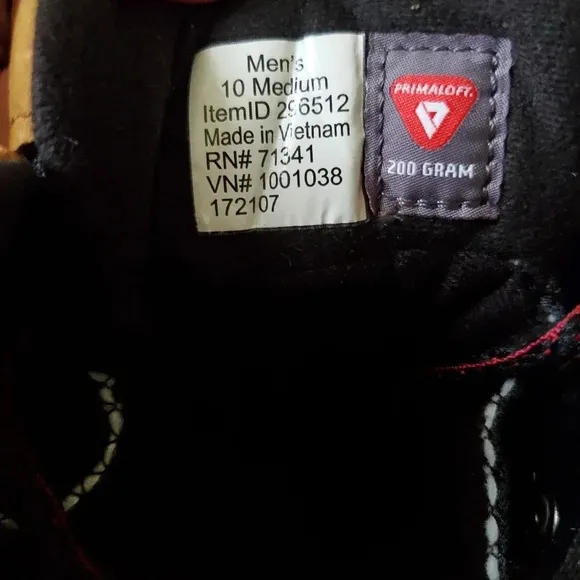 Men's
10 Medium
ItemID 296512
Made in Vietnam
RN# 71341
VN# 1001038
172107
PRIMALOFT.
200 GRAM